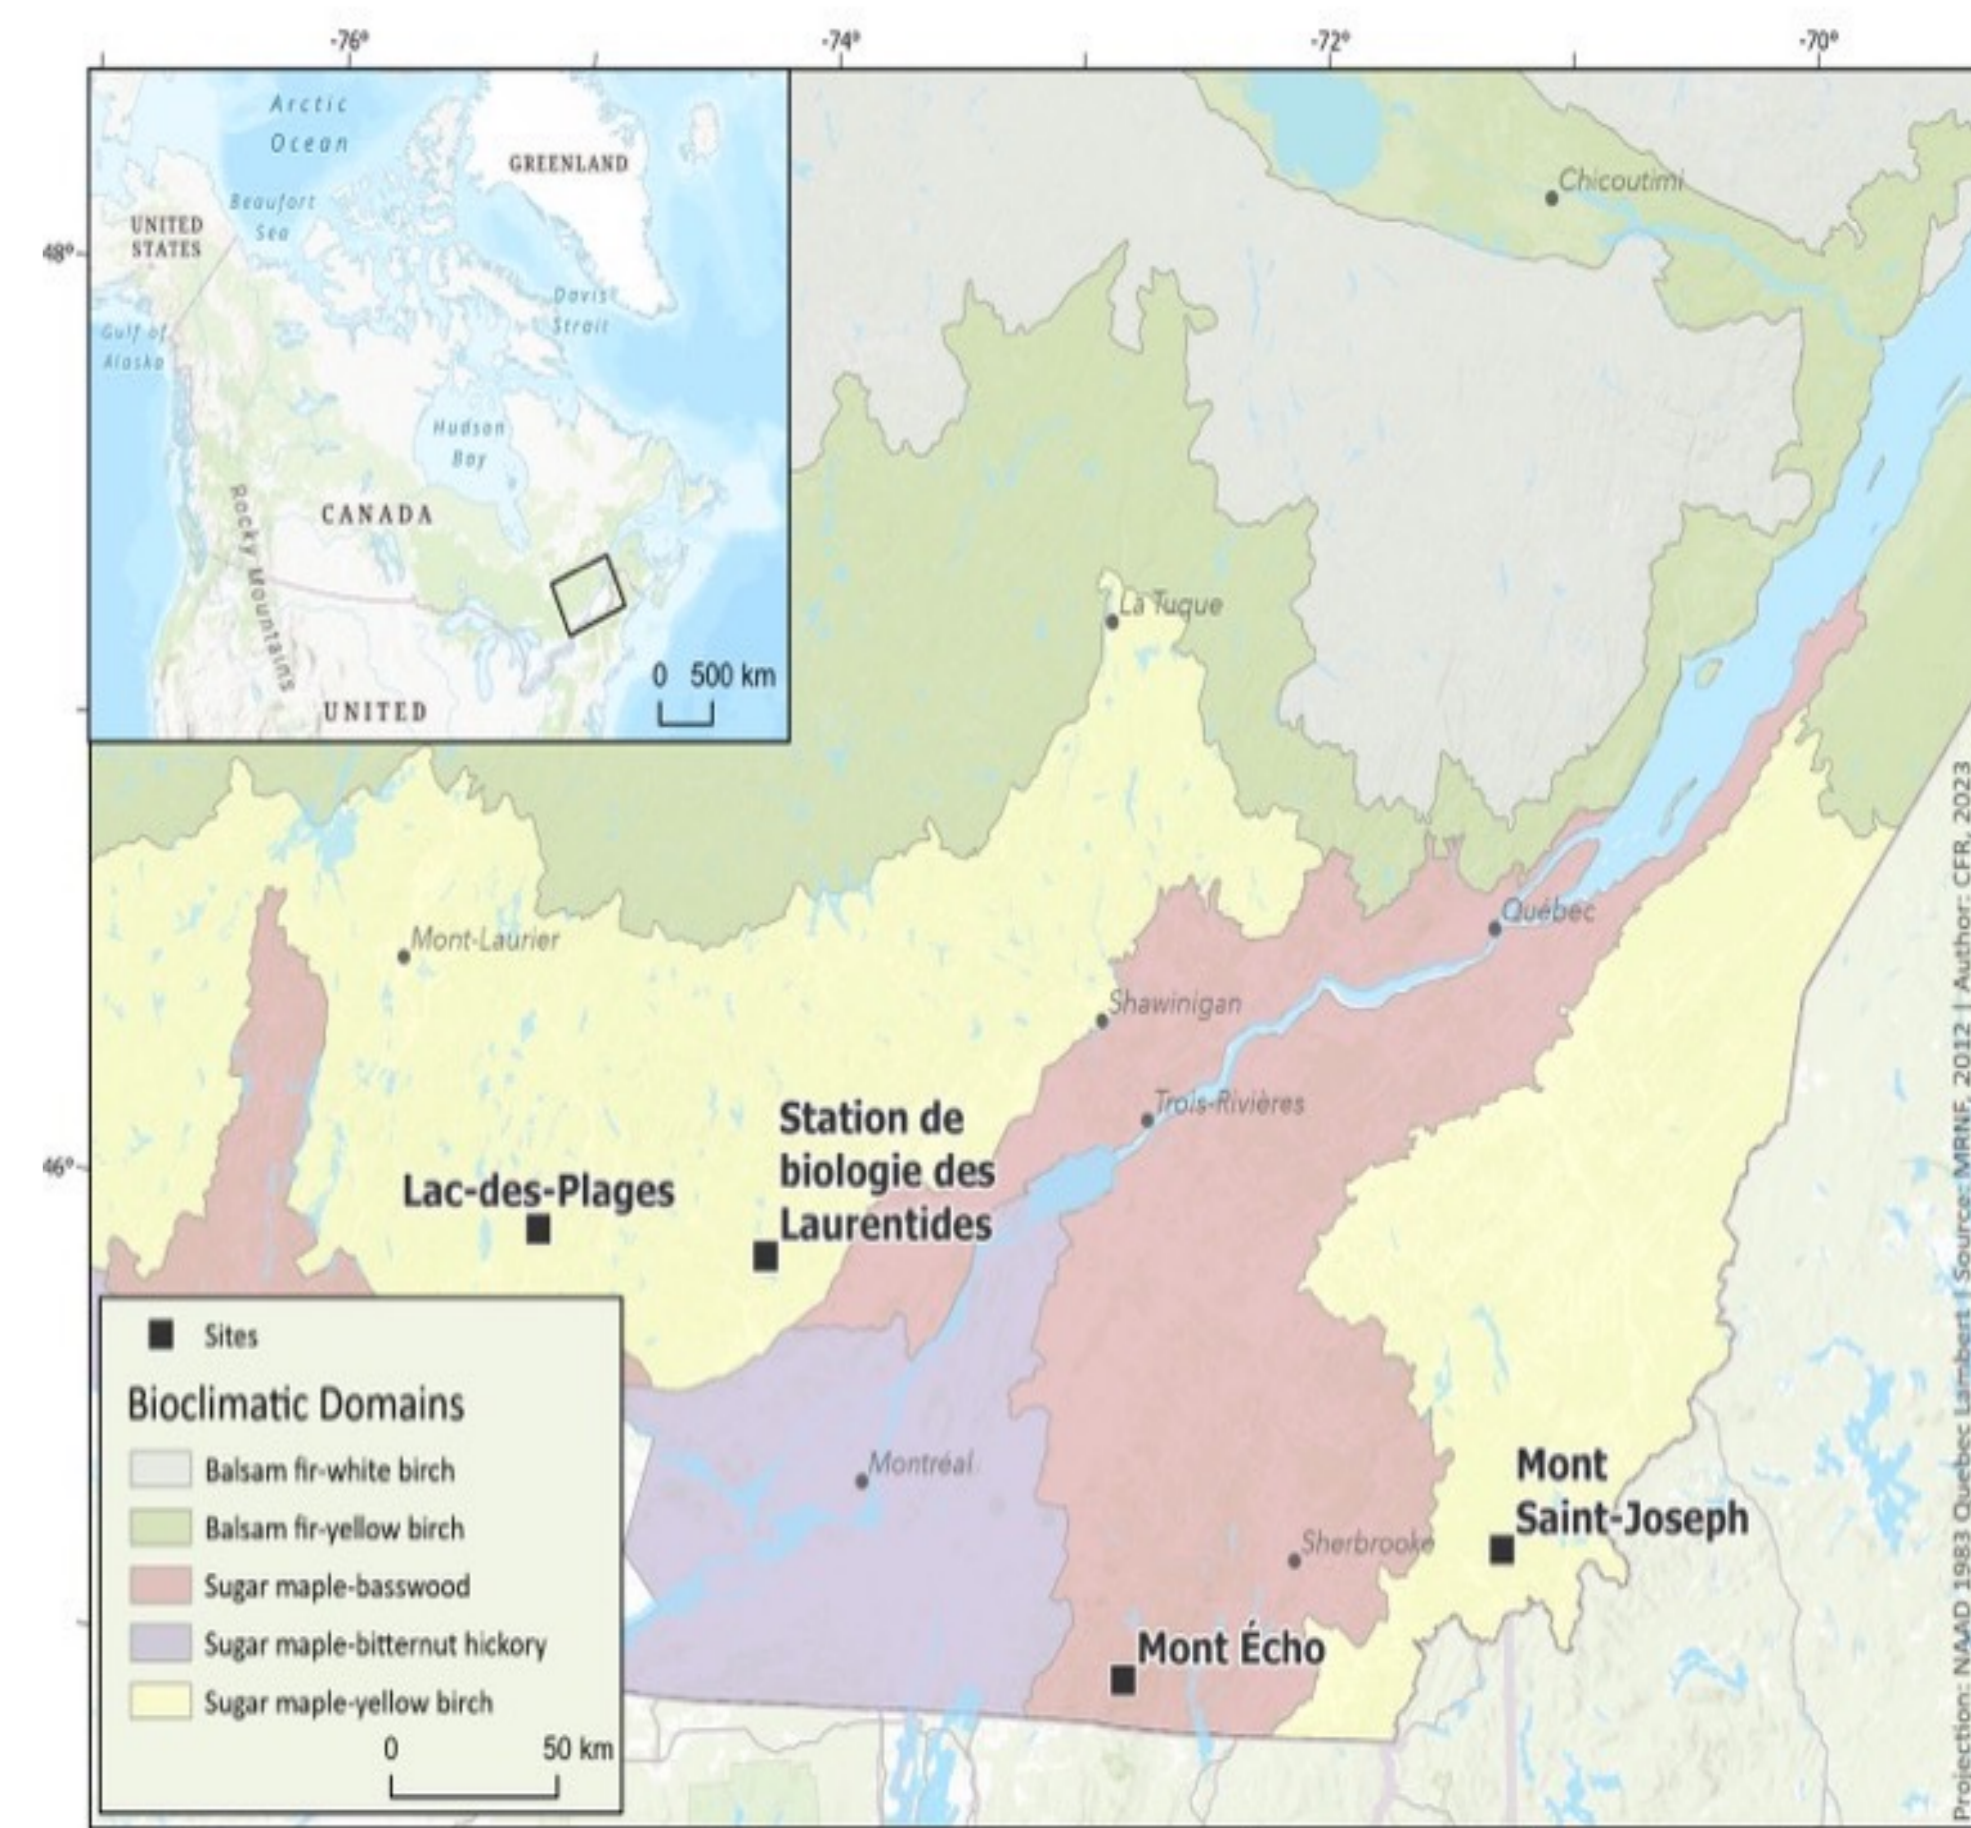 -76°
-74°
-72°
-70°
48°
46°
Arctic
Ocean
GREENLAND
Beaufort
Sea
UNITED
STATES
Davis
Strait
Gulf of
Alaska
Hudson
Bay
CANADA
Rocky Mountains
UNITED
0 500 km
Chicoutimi
La Tuque
Québec
Mont-Laurier
Shawinigan
Trois-Rivières
Station de
biologie des
Laurentides
Lac-des-Plages
Montréal
Sherbrooke
Mont
Saint-Joseph
Mont Écho
Sites
Bioclimatic Domains
Balsam fir-white birch
Balsam fir-yellow birch
Sugar maple-basswood
Sugar maple-bitternut hickory
Sugar maple-yellow birch
0 50 km
Projection: NAAD 1983 Quebec Lambert | Source: MRNF, 2012 | Author: CFR, 2023